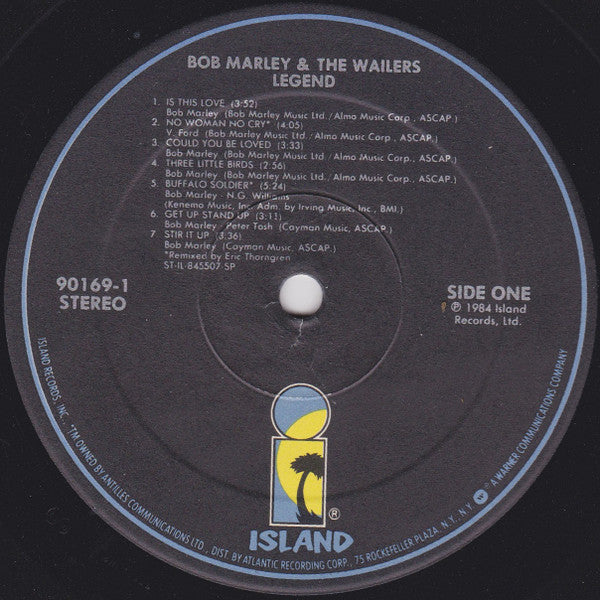 BOB MARLEY & THE WAILERS
LEGEND
1. IS THIS LOVE (3:52)
Bob Marley (Bob Marley Music Ltd./Almo Music Corp., ASCAP.)
2. NO WOMAN NO CRY* (4:05)
V. Ford (Bob Marley Music Ltd./Almo Music Corp., ASCAP.)
3. COULD YOU BE LOVED (3:33)
Bob Marley (Bob Marley Music Ltd./Almo Music Corp., ASCAP.)
4. THREE LITTLE BIRDS (2:56)
Bob Marley (Bob Marley Music Ltd./Almo Music Corp., ASCAP.)
5. BUFFALO SOLDIER* (5:24)
Bob Marley - N.G. Williams
(Kenemo Music, Inc. Adm. by Irving Music, Inc., BMI.)
6. GET UP STAND UP (3:11)
Bob Marley - Peter Tosh (Cayman Music, ASCAP.)
7 STIR IT UP (3:36)
Bob Marley (Cayman Music, ASCAP.)
*Remixed by Eric Thorngren
ST-IL-845507-SP
90169-1
STEREO
SIDE ONE
℗ 1984 Island
Records, Ltd.
i
®
ISLAND
ISLAND RECORDS, INC., "TM OWNED BY ANTILLES COMMUNICATIONS LTD., DIST. BY ATLANTIC RECORDING CORP., 75 ROCKEFELLER PLAZA, N.Y., N.Y. W ® A WARNER COMMUNICATIONS COMPANY